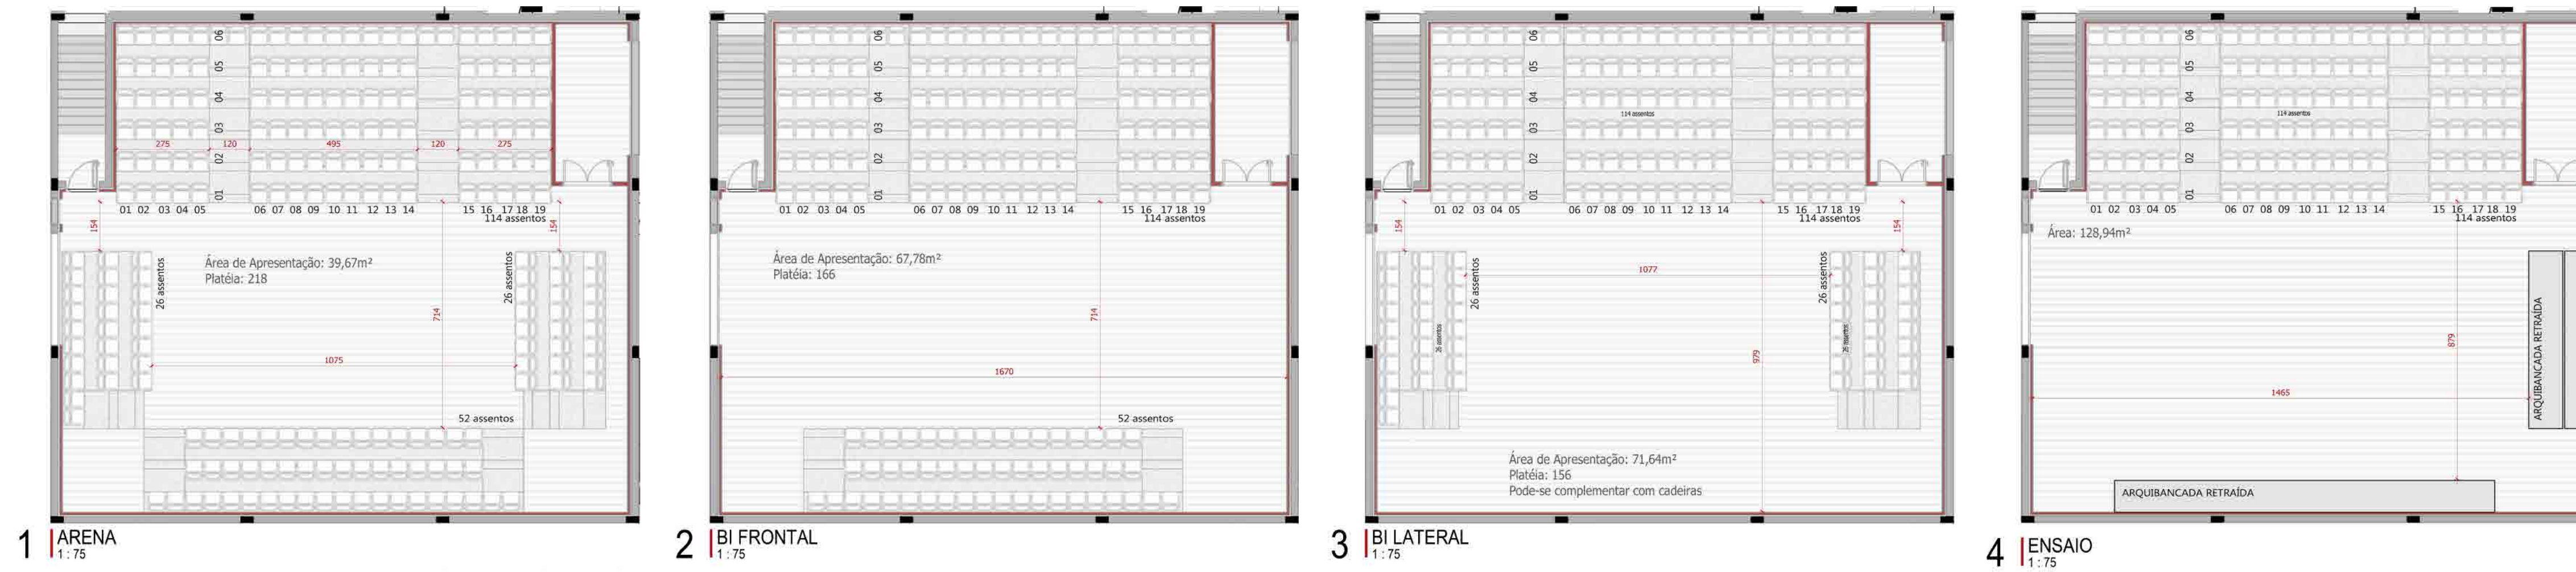 06
05
04
03
02
01
275
120
495
120
275
01 02 03 04 05 06 07 08 09 10 11 12 13 14 15 16 17 18 19
114 assentos
154
154
26 assentos
26 assentos
Área de Apresentação: 39,67m²
Platéia: 218
714
1075
52 assentos
1 ARENA
1 : 75
06
05
04
03
02
01
01 02 03 04 05 06 07 08 09 10 11 12 13 14 15 16 17 18 19
114 assentos
Área de Apresentação: 67,78m²
Platéia: 166
714
1670
52 assentos
2 BI FRONTAL
1 : 75
06
05
04
03
02
01
114 assentos
01 02 03 04 05 06 07 08 09 10 11 12 13 14 15 16 17 18 19
114 assentos
154
154
1077
26 assentos
26 assentos
26 assentos
26 assentos
979
Área de Apresentação: 71,64m²
Platéia: 156
Pode-se complementar com cadeiras
3 BI LATERAL
1 : 75
06
05
04
03
02
01
114 assentos
01 02 03 04 05 06 07 08 09 10 11 12 13 14 15 16 17 18 19
114 assentos
Área: 128,94m²
879
1465
ARQUIBANCADA RETRAÍDA
ARQUIBANCADA RETRAÍDA
4 ENSAIO
1 : 75